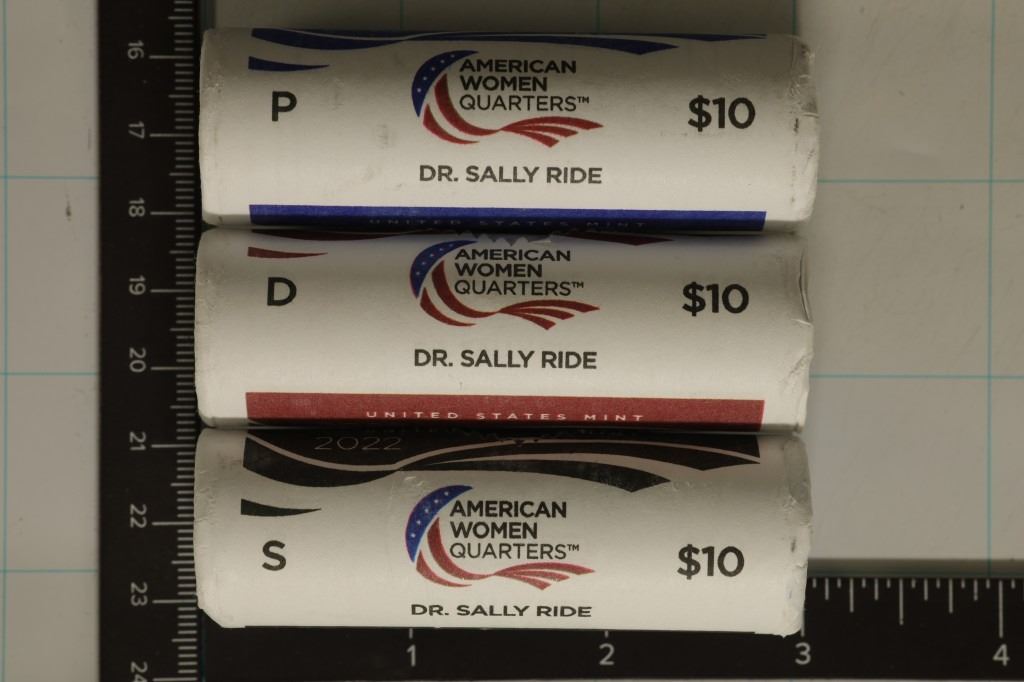 16
17
18
19
20
21
22
23
24
P
AMERICAN
WOMEN
QUARTERS™
$10
DR. SALLY RIDE
UNITED STATES MINT
D
AMERICAN
WOMEN
QUARTERS™
$10
DR. SALLY RIDE
UNITED STATES MINT
2022
S
AMERICAN
WOMEN
QUARTERS™
$10
DR. SALLY RIDE
1 2 3 4